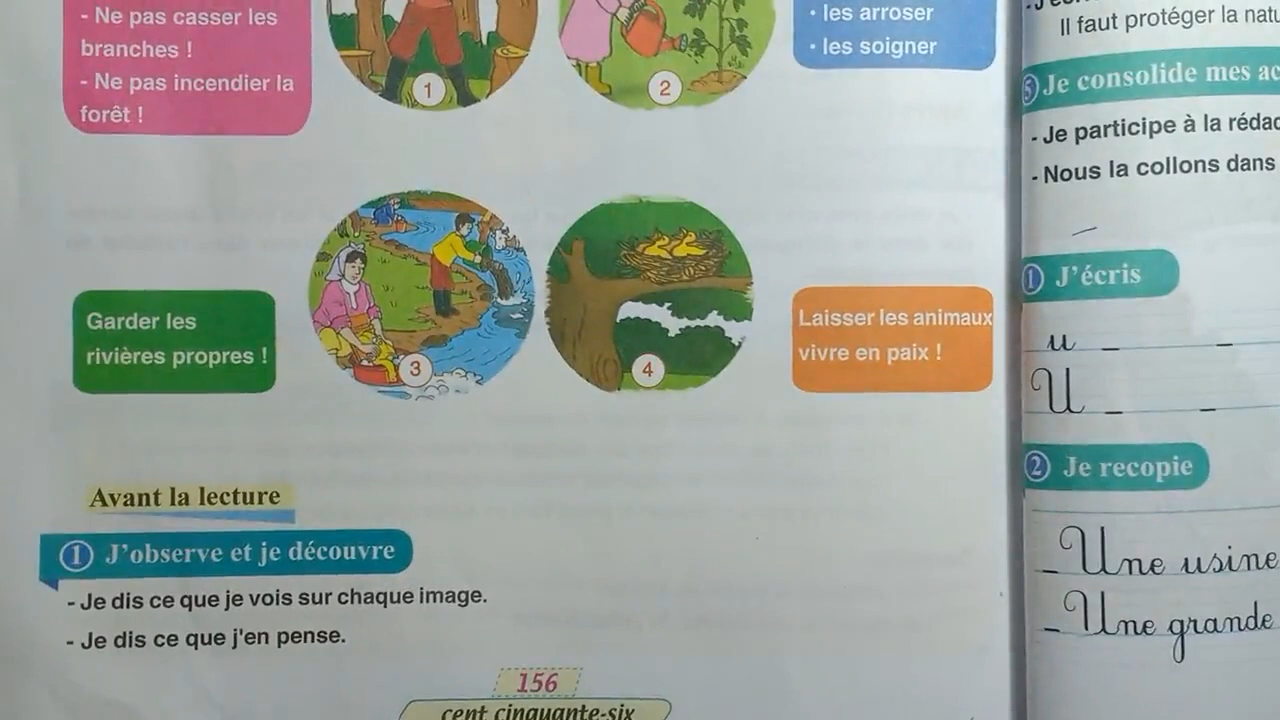 - Ne pas casser les
branches !
- Ne pas incendier la
forêt !
1
2
• les arroser
• les soigner
Garder les
rivières propres !
3
4
Laisser les animaux
vivre en paix !
Avant la lecture
1 J'observe et je découvre
- Je dis ce que je vois sur chaque image.
- Je dis ce que j'en pense.
156
cent cinquante-six
Il faut protéger la
5 Je consolide mes
- Je participe à la
- Nous la collons dans
1 J'écris
u
U
2 Je recopie
_ Une usine
_ Une grande